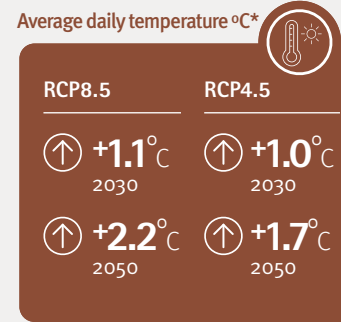 Average daily temperature ºC*
RCP8.5
+1.1°C
2030
+2.2°C
2050
RCP4.5
+1.0°C
2030
+1.7°C
2050